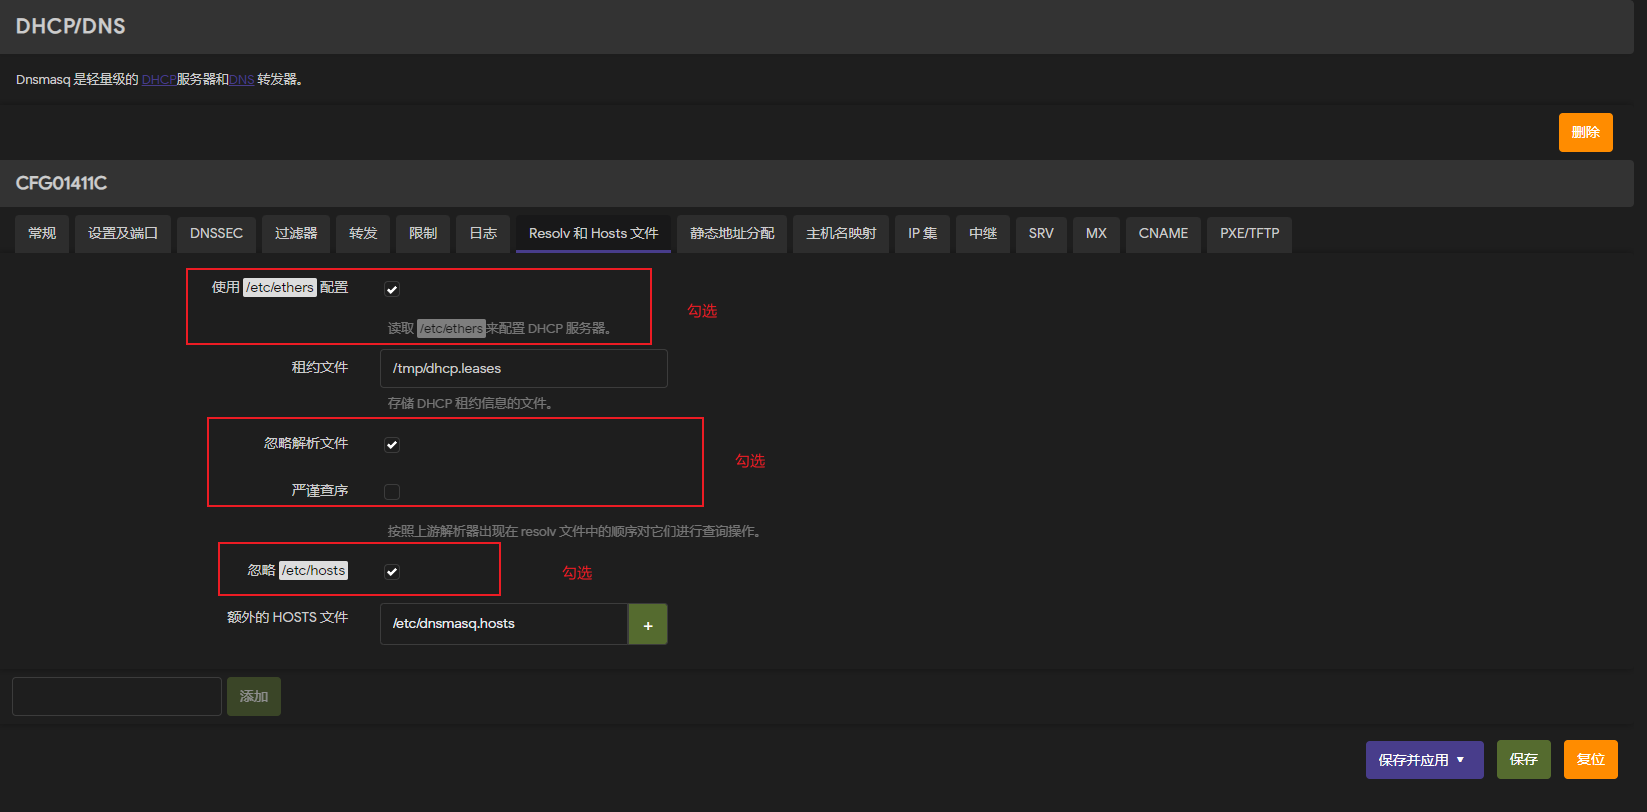 DHCP/DNS
Dnsmasq 是轻量级的 DHCP服务器和DNS 转发器。
删除
CFG01411C
常规 设置及端口 DNSSEC 过滤器 转发 限制 日志 Resolv 和 Hosts 文件 静态地址分配 主机名映射 IP 集 中继 SRV MX CNAME PXE/TFTP
使用 /etc/ethers 配置
勾选
读取 /etc/ethers来配置 DHCP 服务器。
租约文件 /tmp/dhcp.leases
存储 DHCP 租约信息的文件。
忽略解析文件
勾选
严谨查序
按照上游解析器出现在 resolv 文件中的顺序对它们进行查询操作。
忽略 /etc/hosts 勾选
额外的 HOSTS 文件 /etc/dnsmasq.hosts +
添加
保存并应用 保存 复位